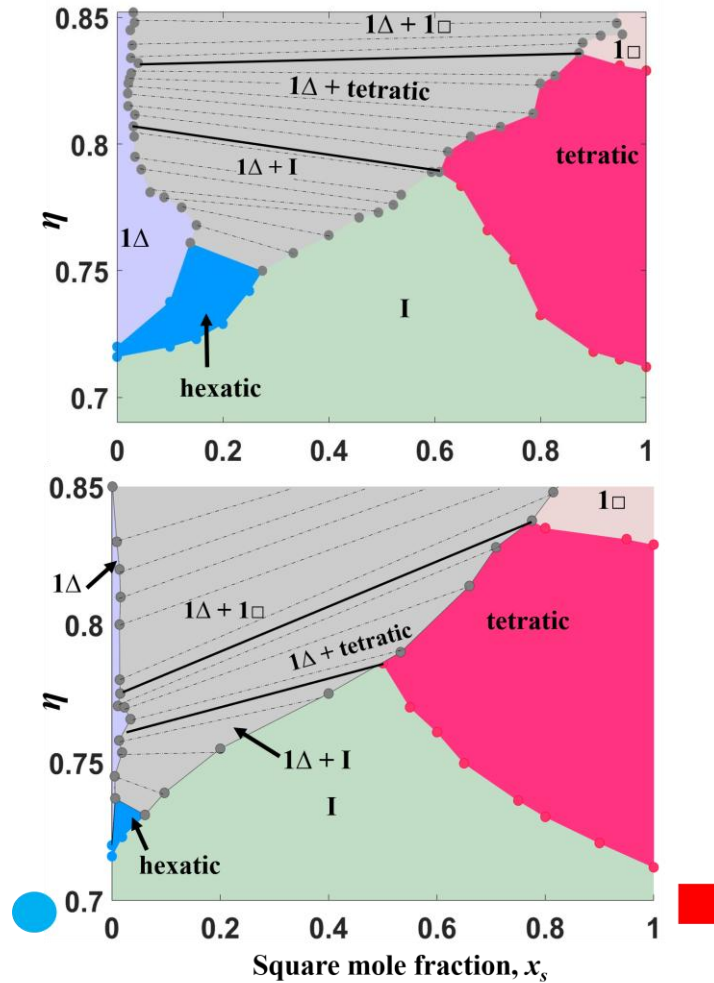 0.85
1Δ + 1□
1□
1Δ + tetratic
0.8
tetratic
1Δ + I
η
1Δ
0.75
I
hexatic
0.7
0 0.2 0.4 0.6 0.8 1
0.85
1□
1Δ
1Δ + 1□
0.8
tetratic
1Δ + tetratic
η
0.75
1Δ + I
I
hexatic
0.7
0 0.2 0.4 0.6 0.8 1
Square mole fraction, xₛ